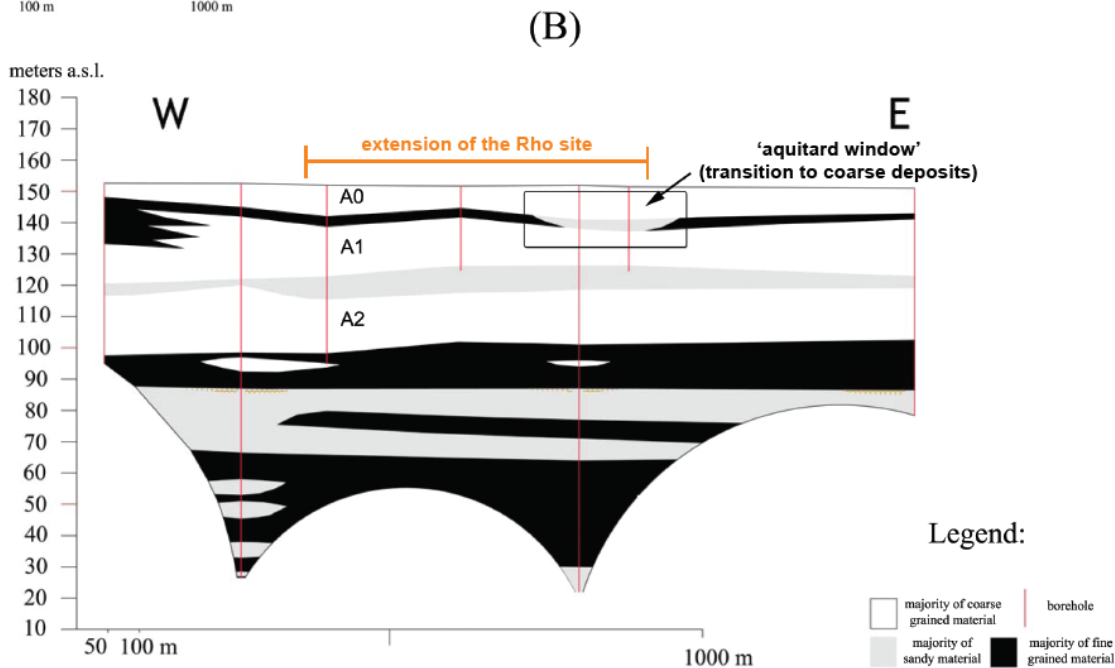 100 m 1000 m
(B)
meters a.s.l.
180
W E
170
extension of the Rho site
160
'aquitard window'
(transition to coarse deposits)
150
A0
140
A1
130
120
A2
110
100
90
80
70
60
50
40
Legend:
30
majority of coarse
grained material
borehole
20
majority of
sandy material
majority of fine
grained material
10
50 100 m 1000 m